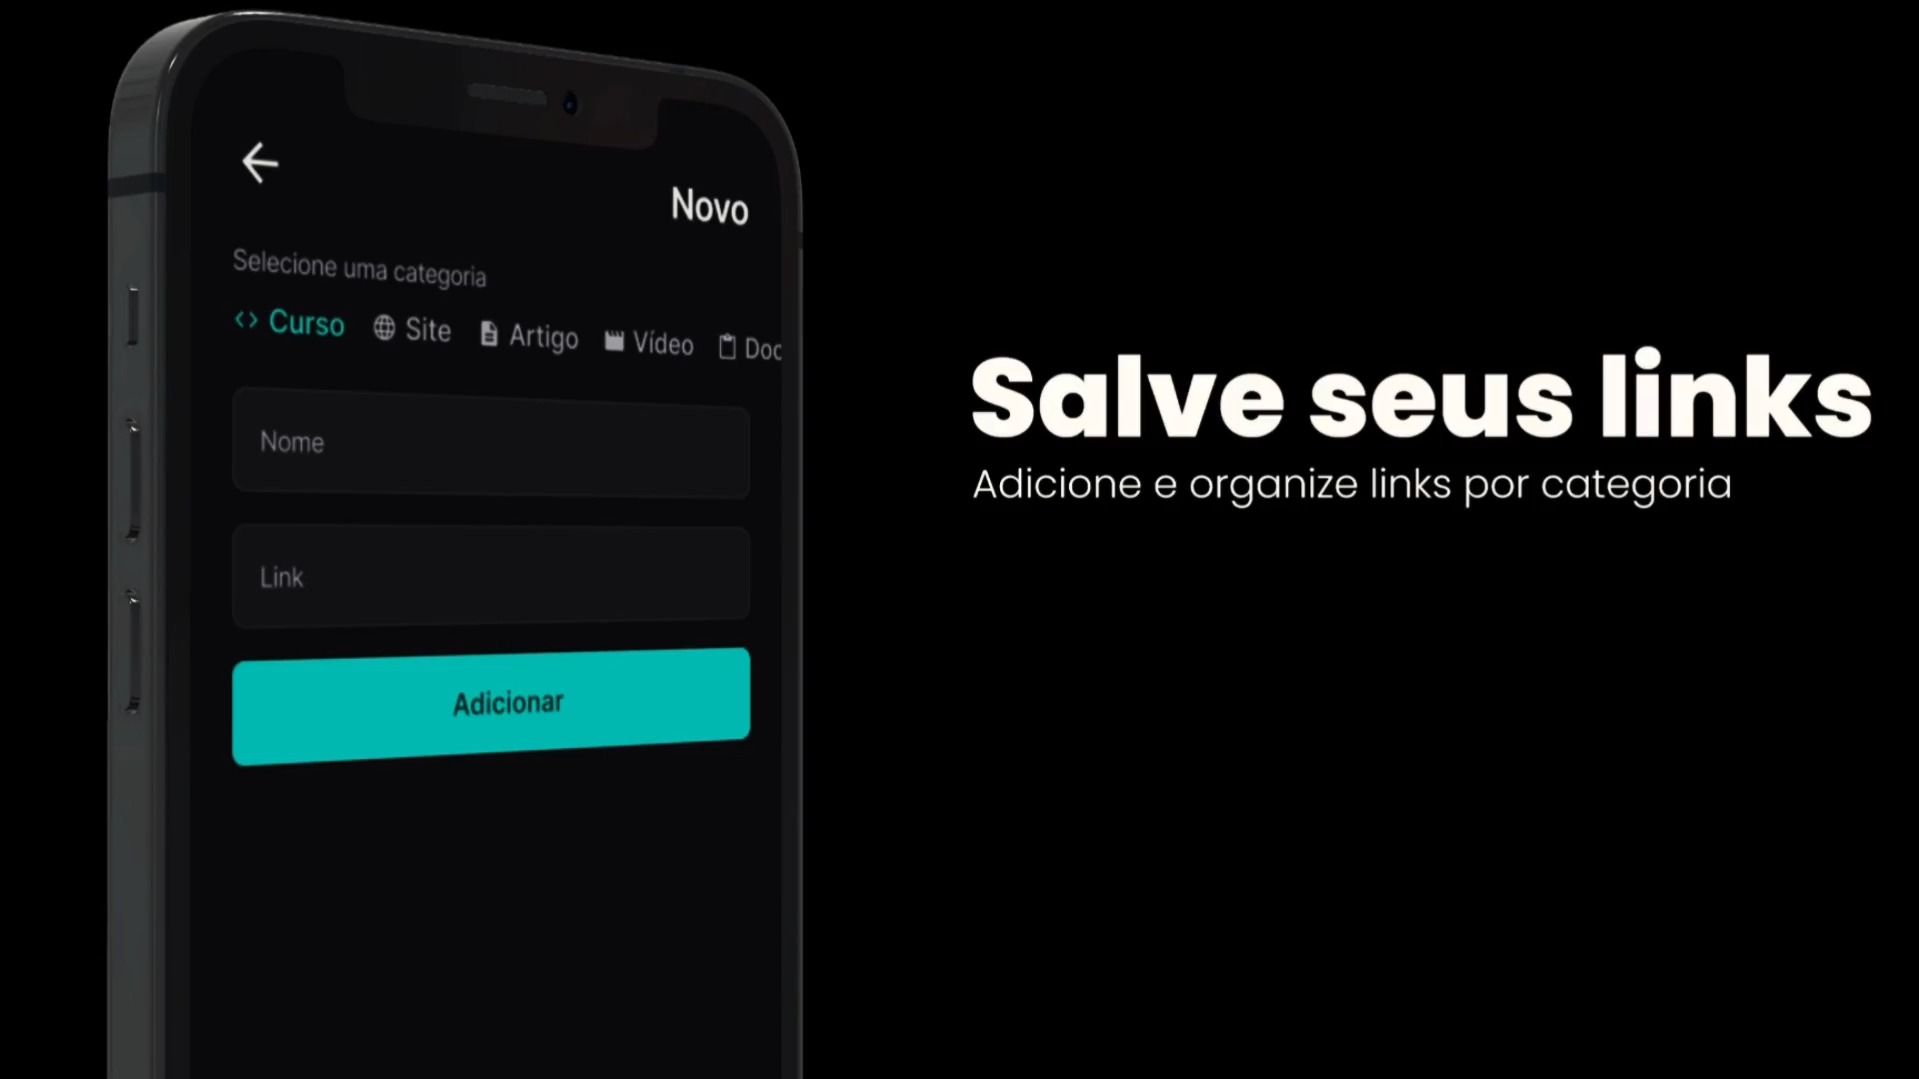 Novo
Selecione uma categoria
Curso Site Artigo Vídeo Doc
Nome
Link
Adicionar
Salve seus links
Adicione e organize links por categoria